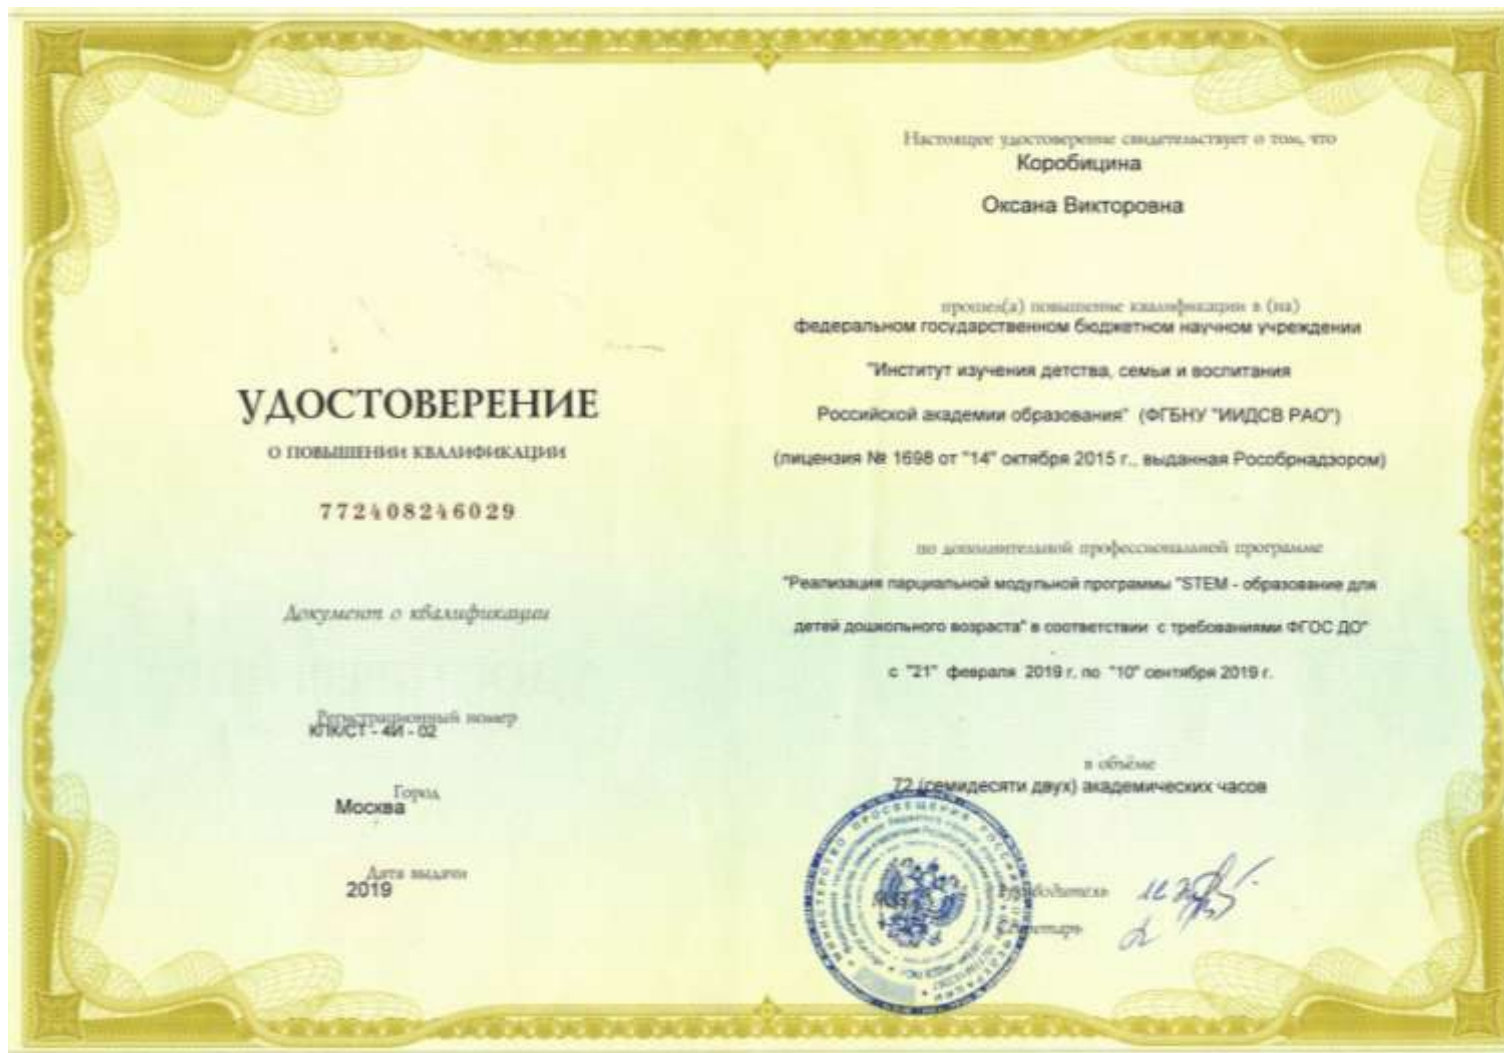 УДОСТОВЕРЕНИЕ
О ПОВЫШЕНИИ КВАЛИФИКАЦИИ
772408246029
Документ о квалификации
Регистрационный номер
КПК/СТ - 4И - 02
Город
Москва
Дата выдачи
2019
Настоящее удостоверение свидетельствует о том, что
Коробицина
Оксана Викторовна
прошел(а) повышение квалификации в (на)
федеральном государственном бюджетном научном учреждении
"Институт изучения детства, семьи и воспитания
Российской академии образования" (ФГБНУ "ИИДСВ РАО")
(лицензия № 1698 от "14" октября 2015 г., выданная Рособрнадзором)
по дополнительной профессиональной программе
"Реализация парциальной модульной программы "STEM - образование для
детей дошкольного возраста" в соответствии с требованиями ФГОС ДО"
с "21" февраля 2019 г. по "10" сентября 2019 г.
в объёме
72 (семидесяти двух) академических часов
МИНИСТЕРСТВО ПРОСВЕЩЕНИЯ РОССИЙСКОЙ ФЕДЕРАЦИИ
Руководитель
Секретарь